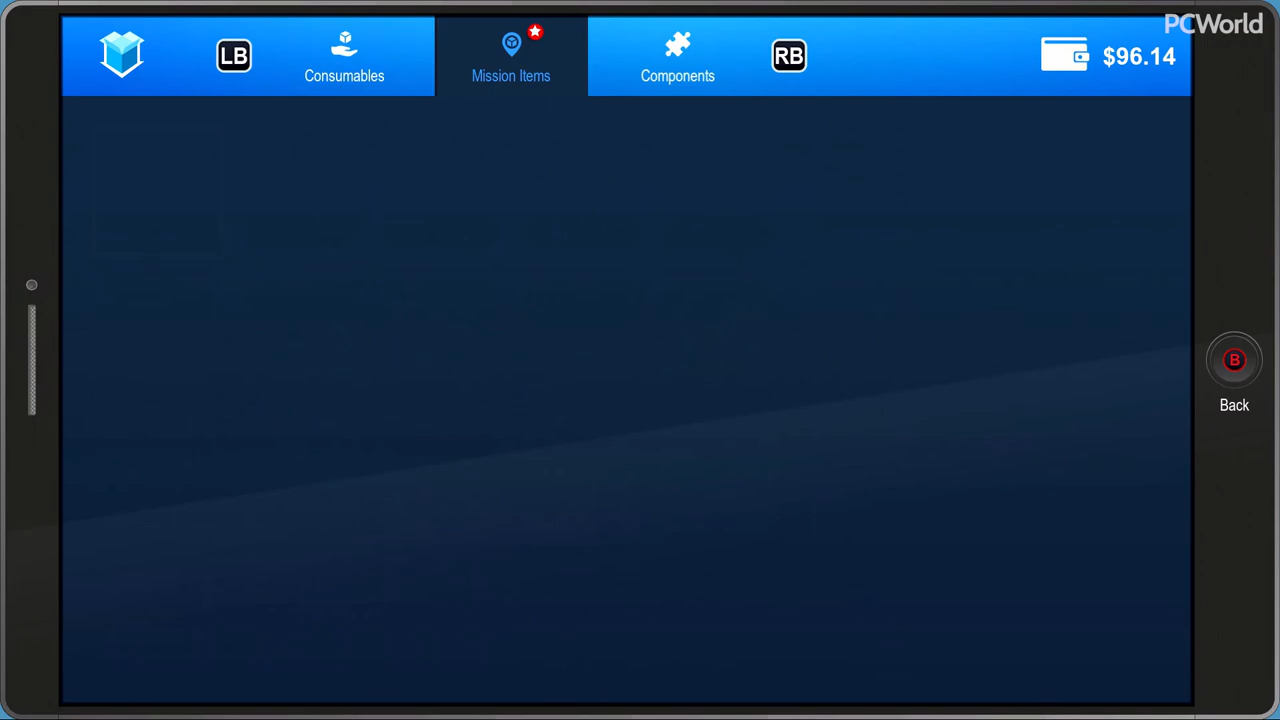 PCWorld
LB
Consumables
Mission Items
Components
RB
$96.14
B
Back